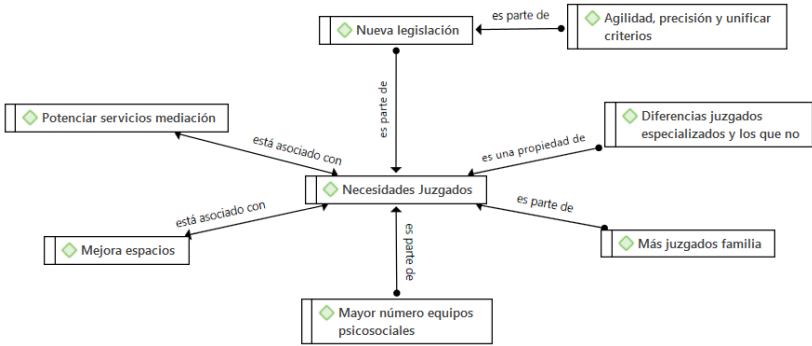 es parte de
Agilidad, precisión y unificar
criterios
Nueva legislación
es parte de
Potenciar servicios mediación
Diferencias juzgados
especializados y los que no
está asociado con
es una propiedad de
Necesidades Juzgados
está asociado con
es parte de
Mejora espacios
es parte de
Más juzgados familia
Mayor número equipos
psicosociales